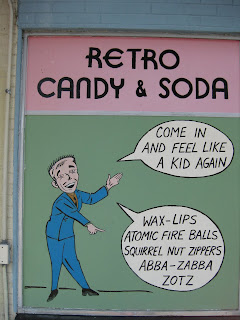 RETRO
CANDY & SODA
COME IN
AND FEEL LIKE
A KID AGAIN
WAX-LIPS
ATOMIC FIRE BALLS
SQUIRREL NUT ZIPPERS
ABBA-ZABBA
ZOTZ